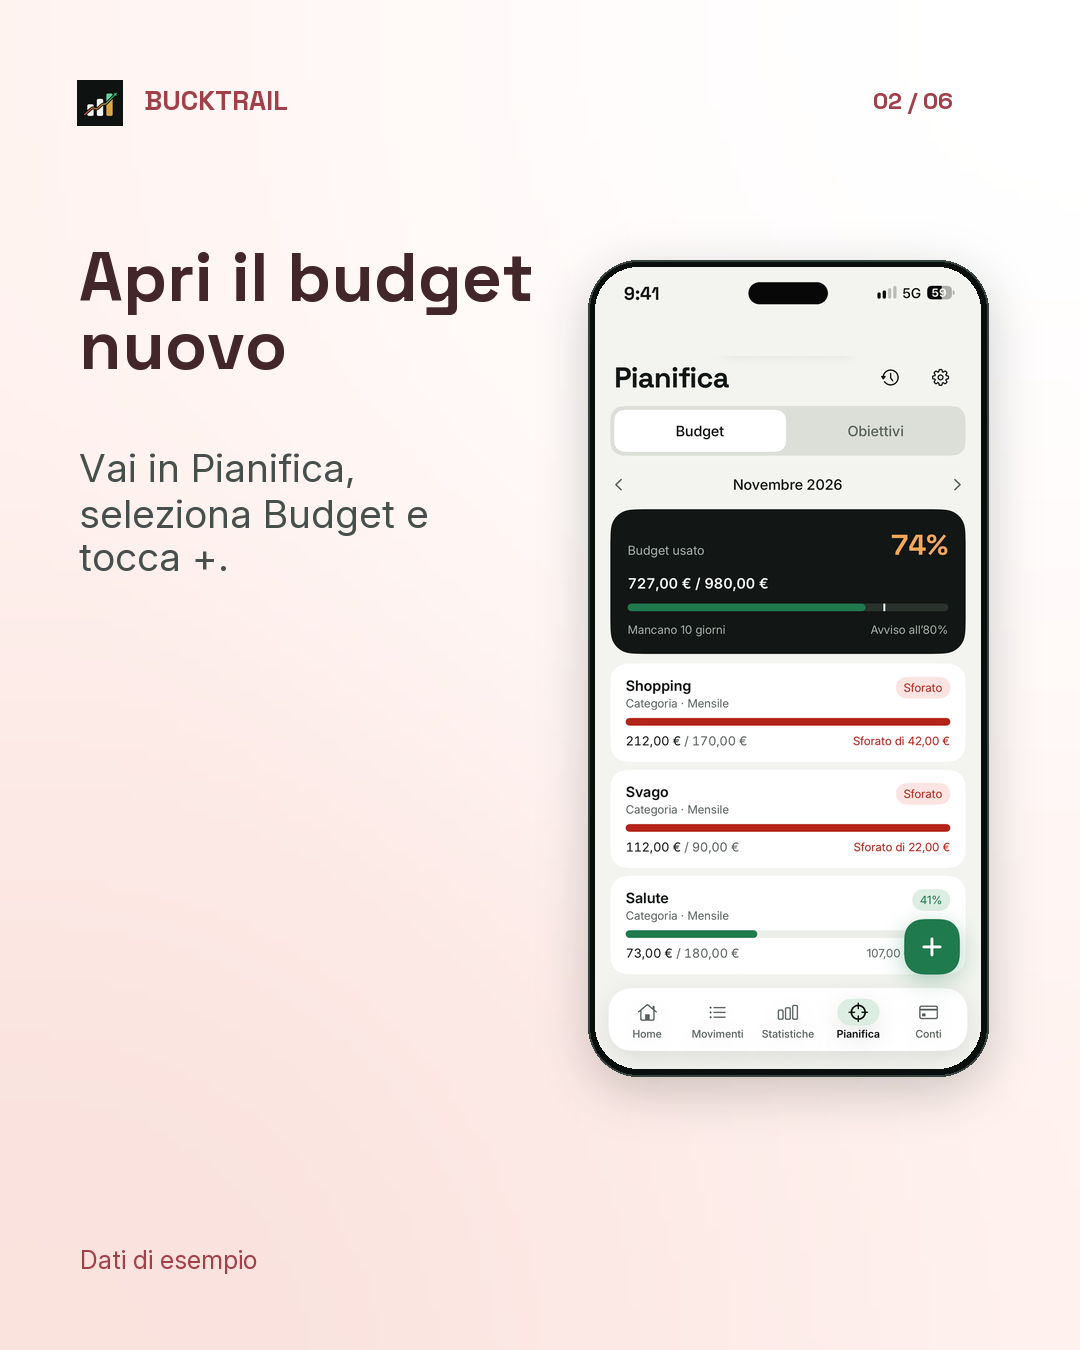 BUCKTRAIL
02 / 06
Apri il budget
nuovo
Vai in Pianifica,
seleziona Budget e
tocca +.
9:41
5G 59
Pianifica
Budget Obiettivi
Novembre 2026
Budget usato 74%
727,00 € / 980,00 €
Mancano 10 giorni Avviso all'80%
Shopping Sforato
Categoria · Mensile
212,00 € / 170,00 € Sforato di 42,00 €
Svago Sforato
Categoria · Mensile
112,00 € / 90,00 € Sforato di 22,00 €
Salute 41%
Categoria · Mensile
73,00 € / 180,00 € 107,00
+
Home Movimenti Statistiche Pianifica Conti
Dati di esempio